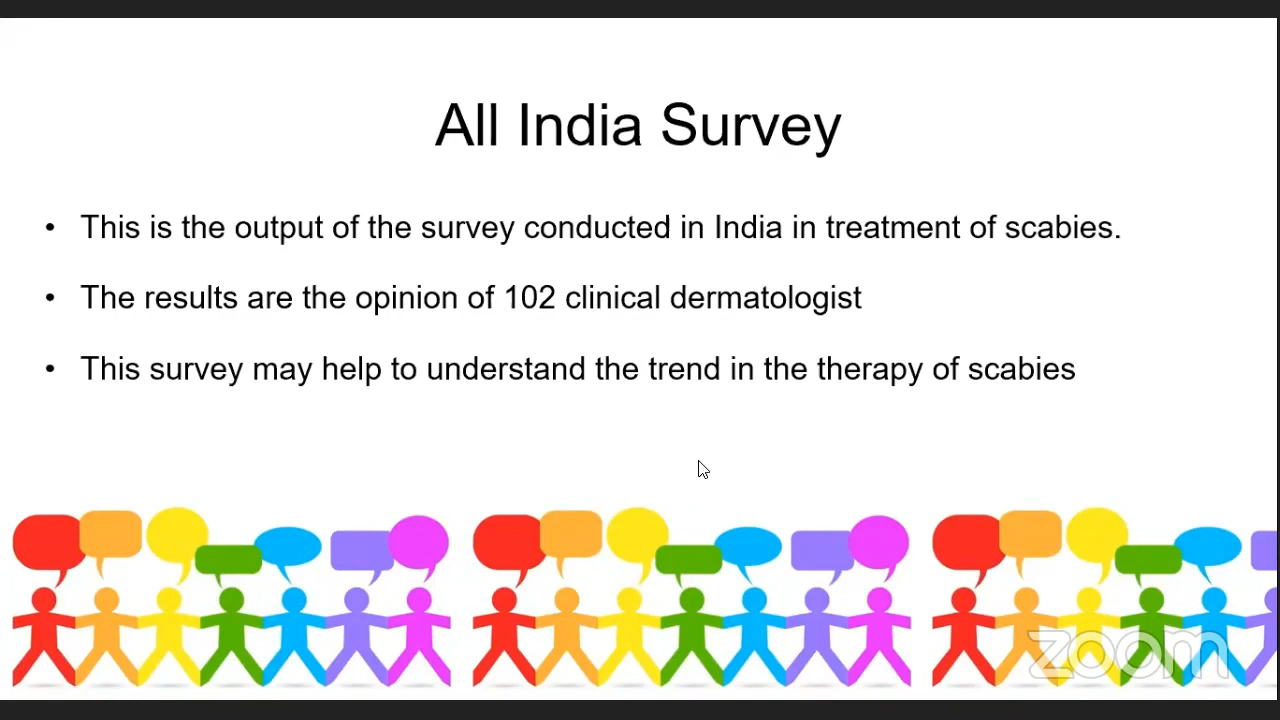 All India Survey
• This is the output of the survey conducted in India in treatment of scabies.
• The results are the opinion of 102 clinical dermatologist
• This survey may help to understand the trend in the therapy of scabies
zoom